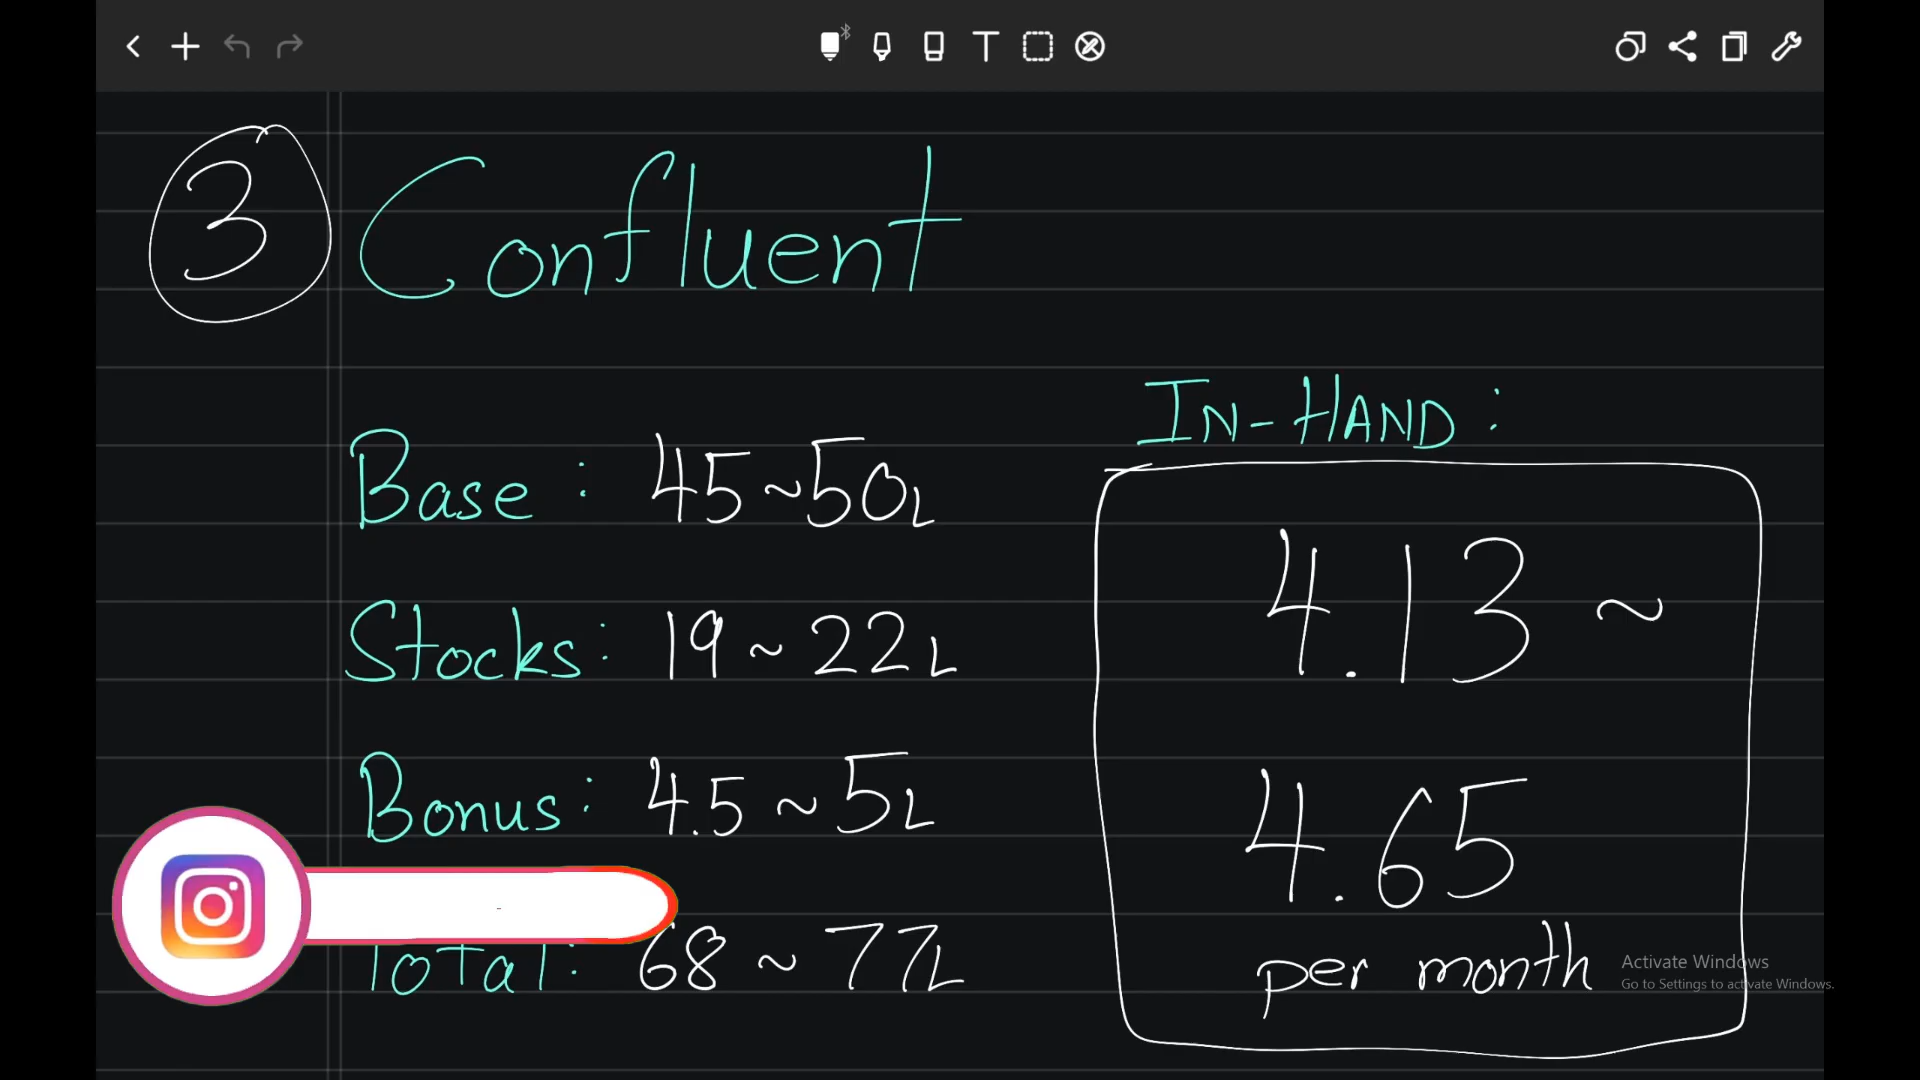 3 Confluent
IN-HAND:
Base: 45~50L
4.13 ~
Stocks: 19~22L
Bonus: 4.5~5L
4.65
-
Total: 68~77L
per month
Activate Windows
Go to Settings to activate Windows.